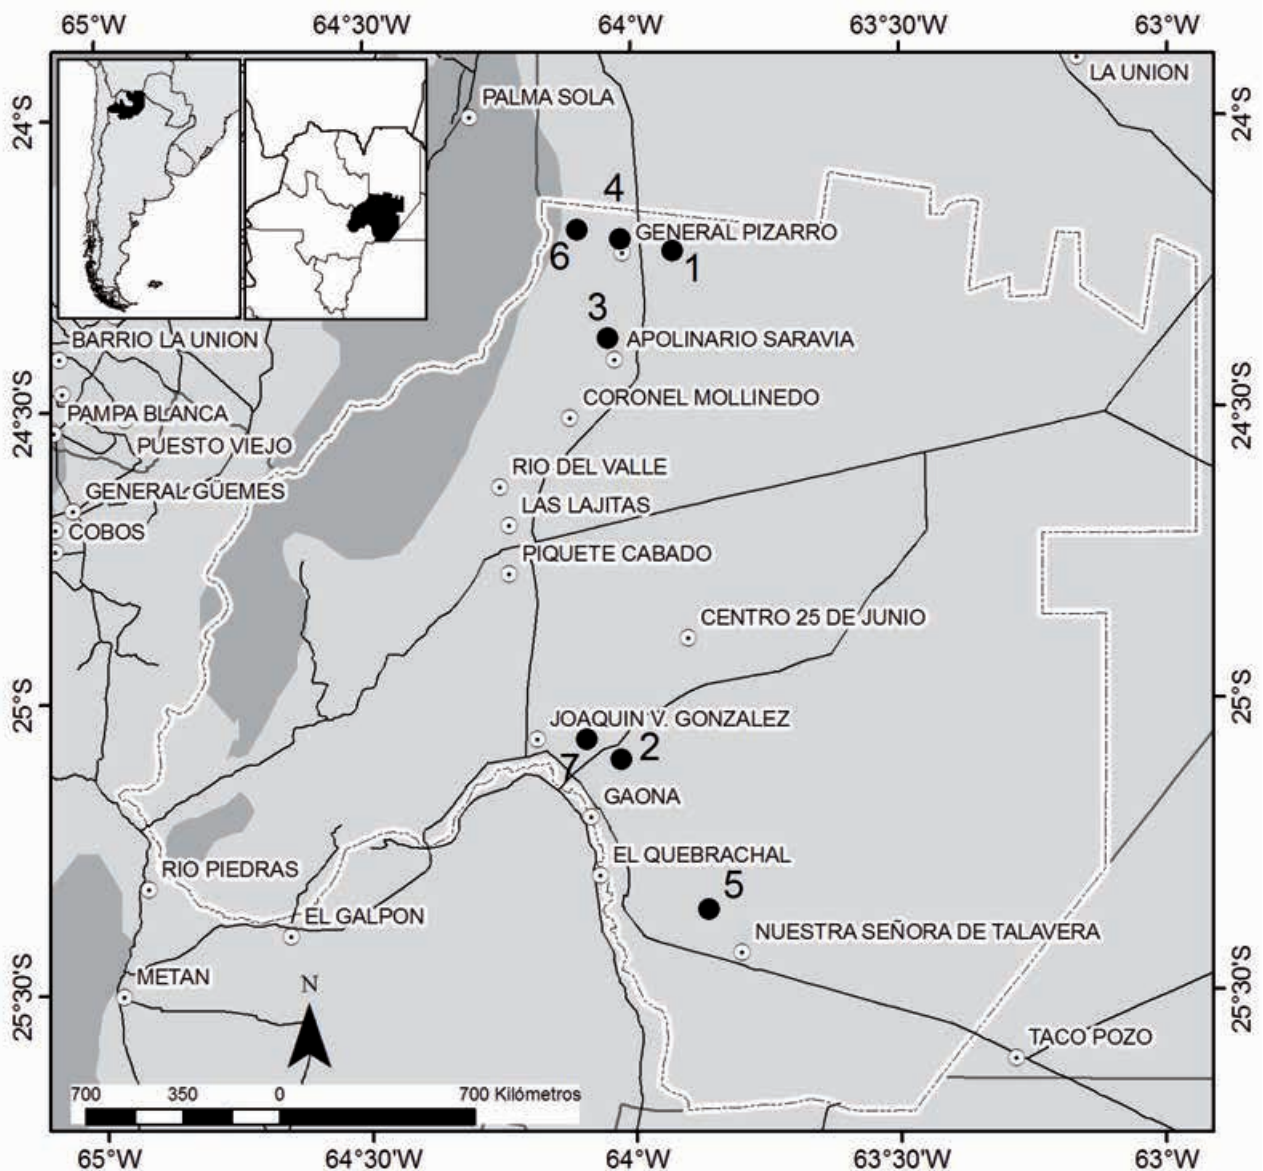 65°W 64°30'W 64°W 63°30'W 63°W
LA UNION
PALMA SOLA
24°S 24°S
4
GENERAL PIZARRO
6 1
3
BARRIO LA UNION APOLINARIO SARAVIA
CORONEL MOLLINEDO
24°30'S 24°30'S
PAMPA BLANCA
PUESTO VIEJO
RIO DEL VALLE
GENERAL GÜEMES
LAS LAJITAS
COBOS
PIQUETE CABADO
CENTRO 25 DE JUNIO
25°S 25°S
JOAQUIN V. GONZALEZ
7 2
GAONA
EL QUEBRACHAL
RIO PIEDRAS
5
EL GALPON
NUESTRA SEÑORA DE TALAVERA
METAN
N
25°30'S 25°30'S
TACO POZO
700 350 0 700 Kilómetros
65°W 64°30'W 64°W 63°30'W 63°W